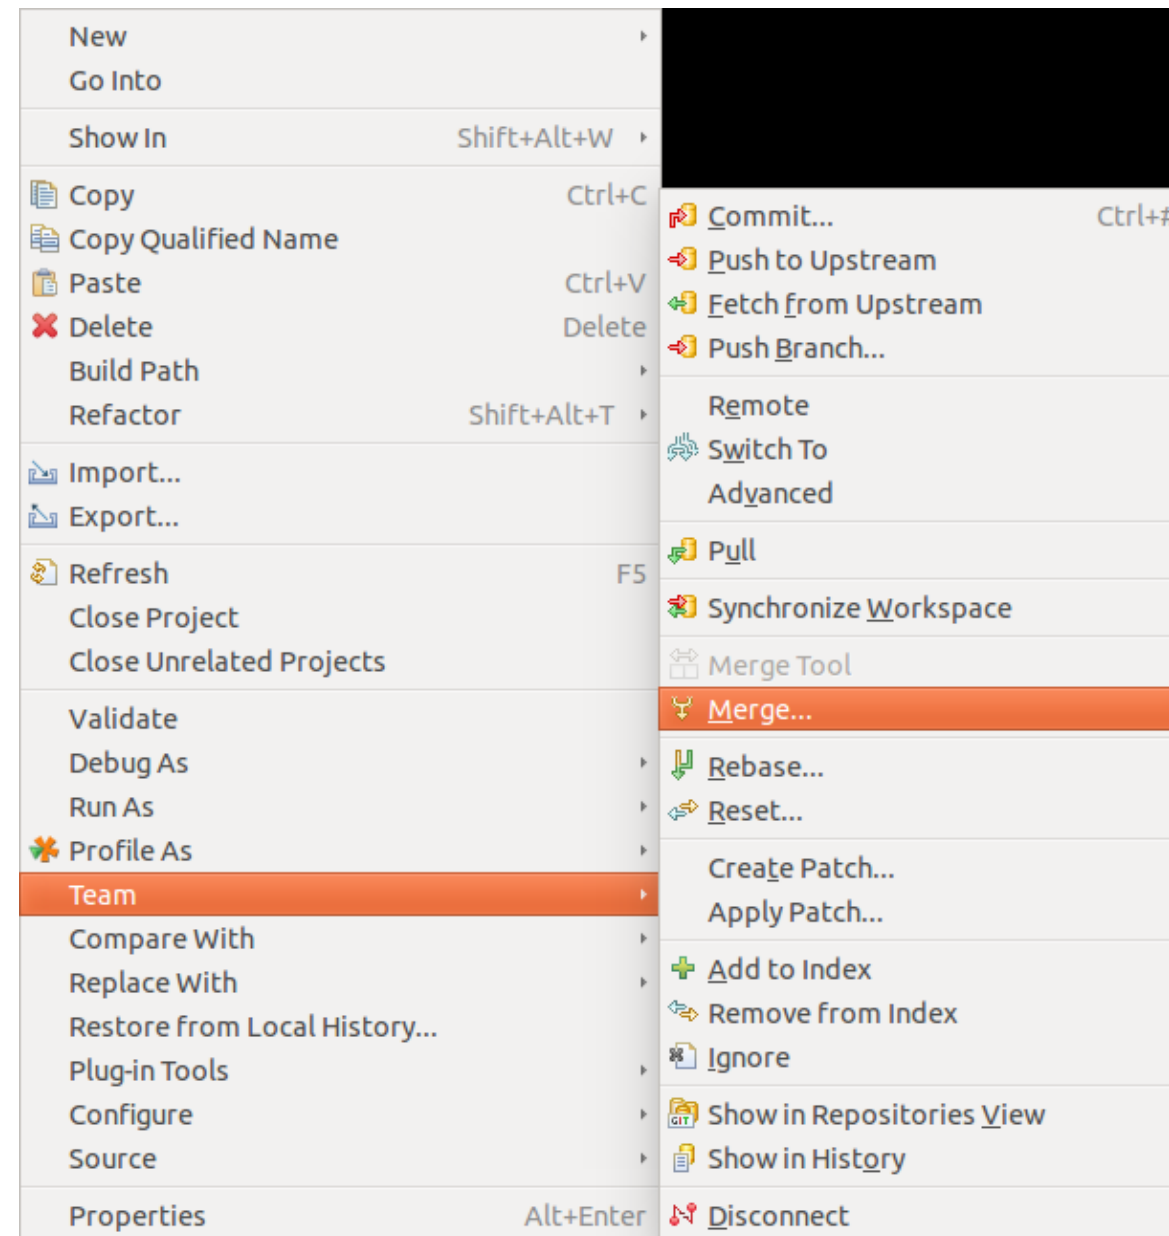 New
Go Into
Show In Shift+Alt+W
Copy Ctrl+C
Copy Qualified Name
Paste Ctrl+V
Delete Delete
Build Path
Refactor Shift+Alt+T
Import...
Export...
Refresh F5
Close Project
Close Unrelated Projects
Validate
Debug As
Run As
Profile As
Team
Compare With
Replace With
Restore from Local History...
Plug-in Tools
Configure
Source
Properties Alt+Enter
Commit... Ctrl+#
Push to Upstream
Fetch from Upstream
Push Branch...
Remote
Switch To
Advanced
Pull
Synchronize Workspace
Merge Tool
Merge...
Rebase...
Reset...
Create Patch...
Apply Patch...
Add to Index
Remove from Index
Ignore
GIT Show in Repositories View
Show in History
Disconnect